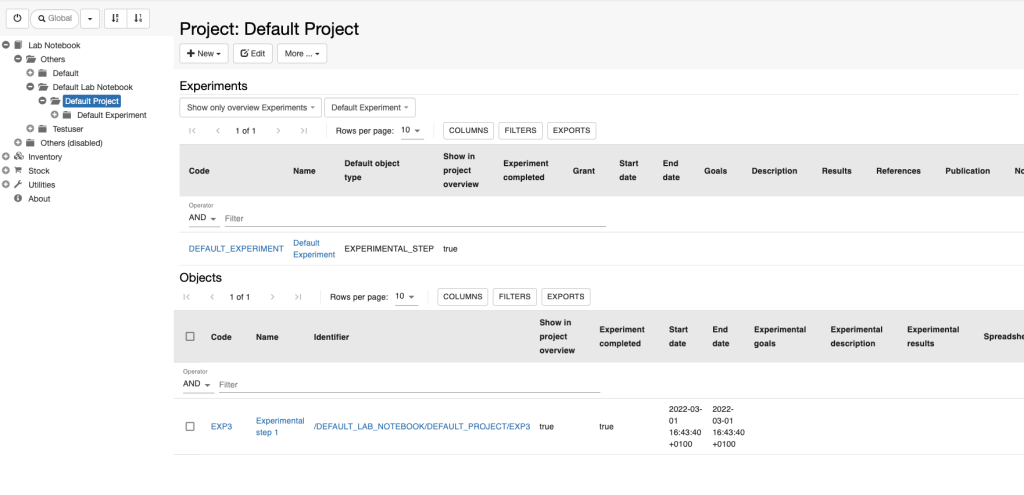 Global
Lab Notebook
Others
Default
Default Lab Notebook
Default Project
Default Experiment
Testuser
Others (disabled)
Inventory
Stock
Utilities
About
Project: Default Project
New
Edit
More ...
Experiments
Show only overview Experiments
Default Experiment
1 of 1
Rows per page: 10
COLUMNS FILTERS EXPORTS
Code Name Default object type Show in project overview Experiment completed Grant Start date End date Goals Description Results References Publication No
Operator
AND Filter
DEFAULT_EXPERIMENT Default Experiment EXPERIMENTAL_STEP true
Objects
1 of 1
Rows per page: 10
COLUMNS FILTERS EXPORTS
Code Name Identifier Show in project overview Experiment completed Start date End date Experimental goals Experimental description Experimental results Spreadshe
Operator
AND Filter
EXP3 Experimental step 1 /DEFAULT_LAB_NOTEBOOK/DEFAULT_PROJECT/EXP3 true true 2022-03-01 16:43:40 +0100 2022-03-01 16:43:40 +0100